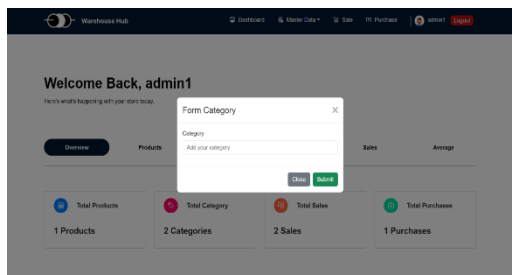 Warehouse Hub
Dashboard
Master Data
Sale
Purchase
admin1
Logout
Welcome Back, admin1
Here's what's happening with your store today.
Form Category
×
Category
Add your category
Close
Submit
Overview
Products
Sales
Average
Total Products
1 Products
Total Category
2 Categories
Total Sales
2 Sales
Total Purchases
1 Purchases